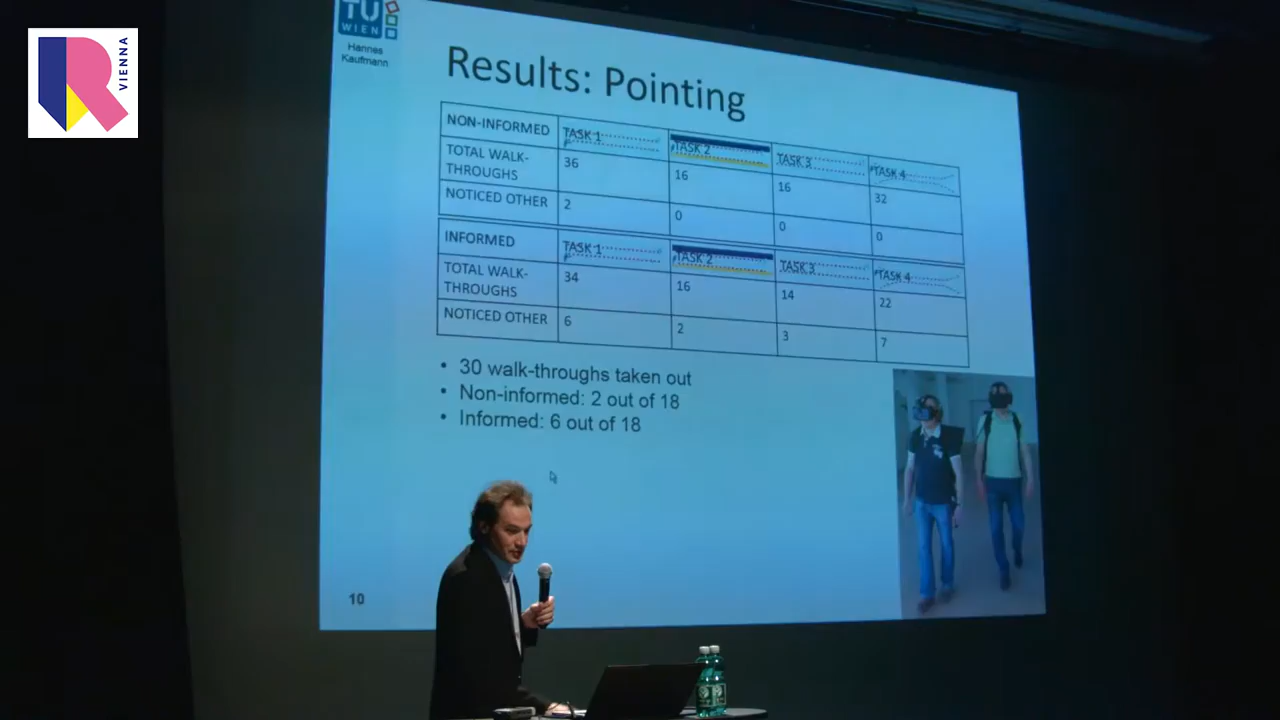 R VIENNA
TU
WIEN
Hannes
Kaufmann
Results: Pointing
NON-INFORMED TASK 1 TASK 2 TASK 3 TASK 4
TOTAL WALK-
THROUGHS 36 16 16 32
NOTICED OTHER 2 0 0 0
INFORMED TASK 1 TASK 2 TASK 3 TASK 4
TOTAL WALK-
THROUGHS 34 16 14 22
NOTICED OTHER 6 2 3 7
• 30 walk-throughs taken out
• Non-informed: 2 out of 18
• Informed: 6 out of 18
10